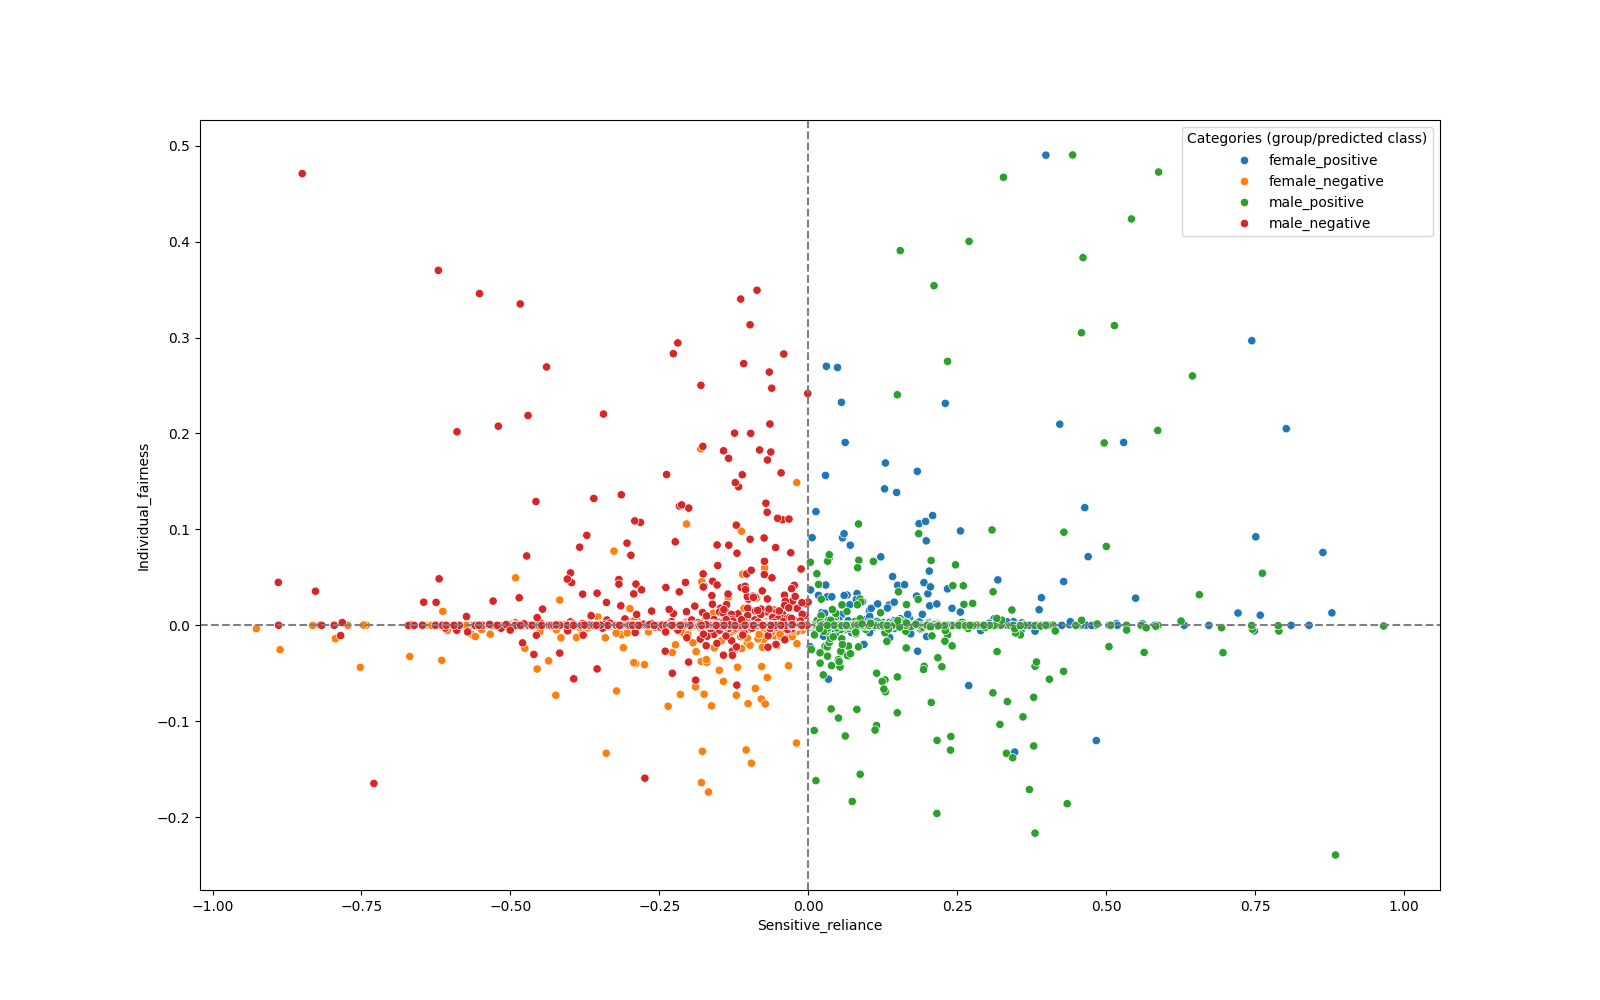 Categories (group/predicted class)
female_positive
female_negative
male_positive
male_negative
0.5
0.4
0.3
0.2
0.1
0.0
−0.1
−0.2
Individual_fairness
−1.00
−0.75
−0.50
−0.25
0.00
0.25
0.50
0.75
1.00
Sensitive_reliance